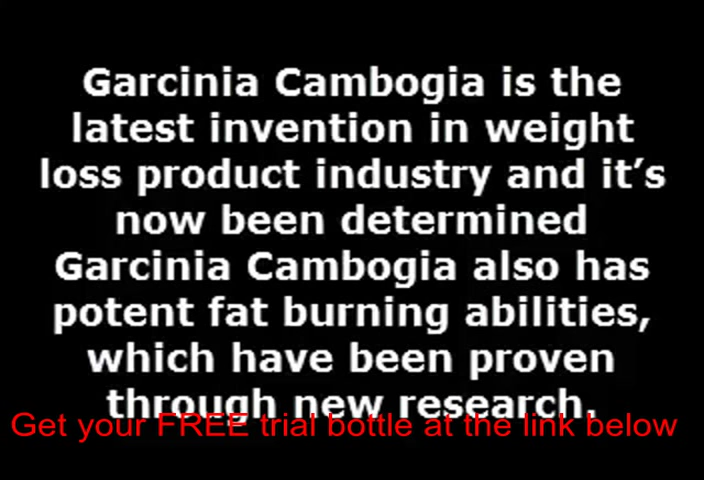 Garcinia Cambogia is the
latest invention in weight
loss product industry and it’s
now been determined
Garcinia Cambogia also has
potent fat burning abilities,
which have been proven
through new research.
Get your FREE trial bottle at the link below